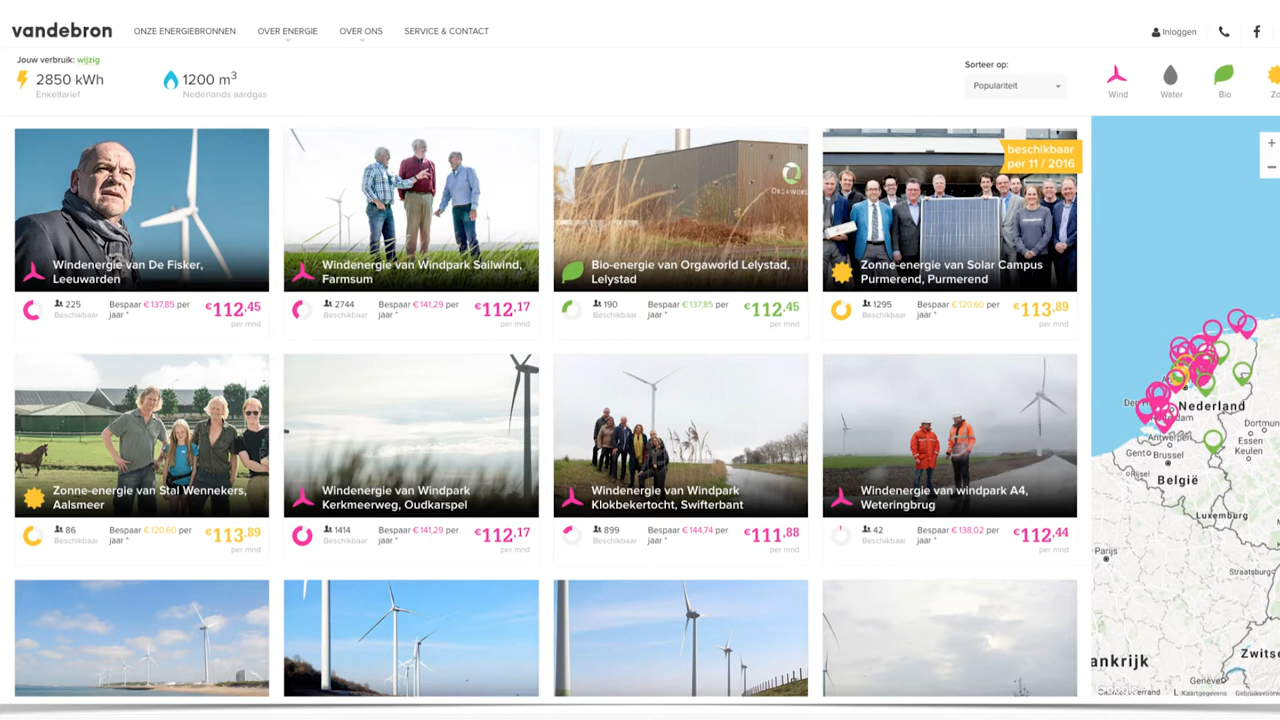 vandebron
ONZE ENERGIEBRONNEN
OVER ENERGIE
OVER ONS
SERVICE & CONTACT
Inloggen
Jouw verbruik: wijzig
2850 kWh
Enkeltarief
1200 m³
Nederlands aardgas
Sorteer op:
Populariteit
Wind
Water
Bio
Zo
Windenergie van De Fisker,
Leeuwarden
225
Beschikbaar
Bespaar € 137,85 per
jaar *
€112,45
per mnd
Windenergie van Windpark Sailwind,
Farmsum
2744
Beschikbaar
Bespaar € 141,29 per
jaar *
€112,17
per mnd
ORGAWOR
Bio-energie van Orgaworld Lelystad,
Lelystad
190
Beschikbaar
Bespaar € 137,85 per
jaar *
€112,45
per mnd
beschikbaar
per 11 / 2016
Zonne-energie van Solar Campus
Purmerend, Purmerend
1295
Beschikbaar
Bespaar € 120,60 per
jaar *
€113,89
per mnd
Zonne-energie van Stal Wennekers,
Aalsmeer
86
Beschikbaar
Bespaar € 120,60 per
jaar *
€113,89
per mnd
Windenergie van Windpark
Kerkmeerweg, Oudkarspel
1414
Beschikbaar
Bespaar € 141,29 per
jaar *
€112,17
per mnd
Windenergie van Windpark
Klokbekertocht, Swifterbant
899
Beschikbaar
Bespaar € 144,74 per
jaar *
€111,88
per mnd
Windenergie van windpark A4,
Weteringbrug
42
Beschikbaar
Bespaar € 138,02 per
jaar *
€112,44
per mnd
+
−
Nederland
Dortmun
Antwerpen
Essen
Gent
Brussel
Keulen
Rijsel
België
Luxemburg
Parijs
Straatsburg
Zwits
ankrijk
Genève
Kaartgegevens
Gebruiksvoorw